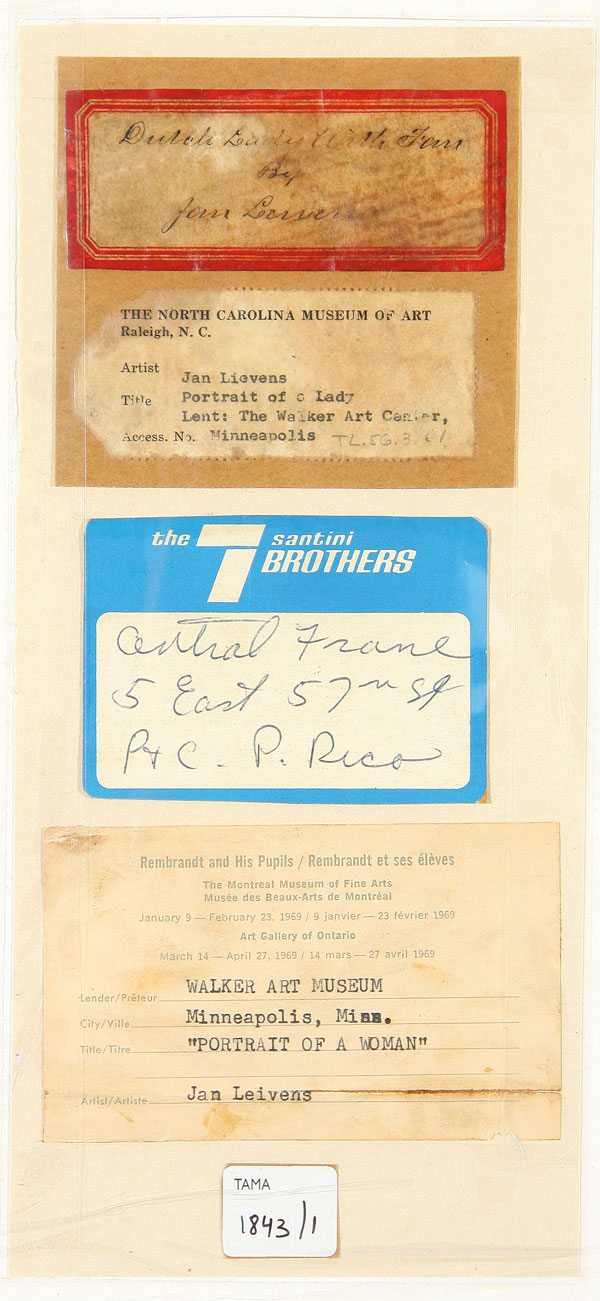 Dutch Lady With Fan
By
Jan
THE NORTH CAROLINA MUSEUM OF ART
Raleigh, N. C.
Artist Jan Lievens
Title Portrait of a Lady
Lent: The Walker Art Center,
Access. No. Minneapolis TL.56.3.
the 7 santini
BROTHERS
Central Frame
5 East 57th St
P+C - P. Rico
Rembrandt and His Pupils / Rembrandt et ses élèves
The Montreal Museum of Fine Arts
Musée des Beaux-Arts de Montréal
January 9 — February 23, 1969 / 9 janvier — 23 février 1969
Art Gallery of Ontario
March 14 — April 27, 1969 / 14 mars — 27 avril 1969
Lender/Prêteur WALKER ART MUSEUM
City/Ville Minneapolis, Minn.
Title/Titre "PORTRAIT OF A WOMAN"
Artist/Artiste Jan Leivens
TAMA
1843/1